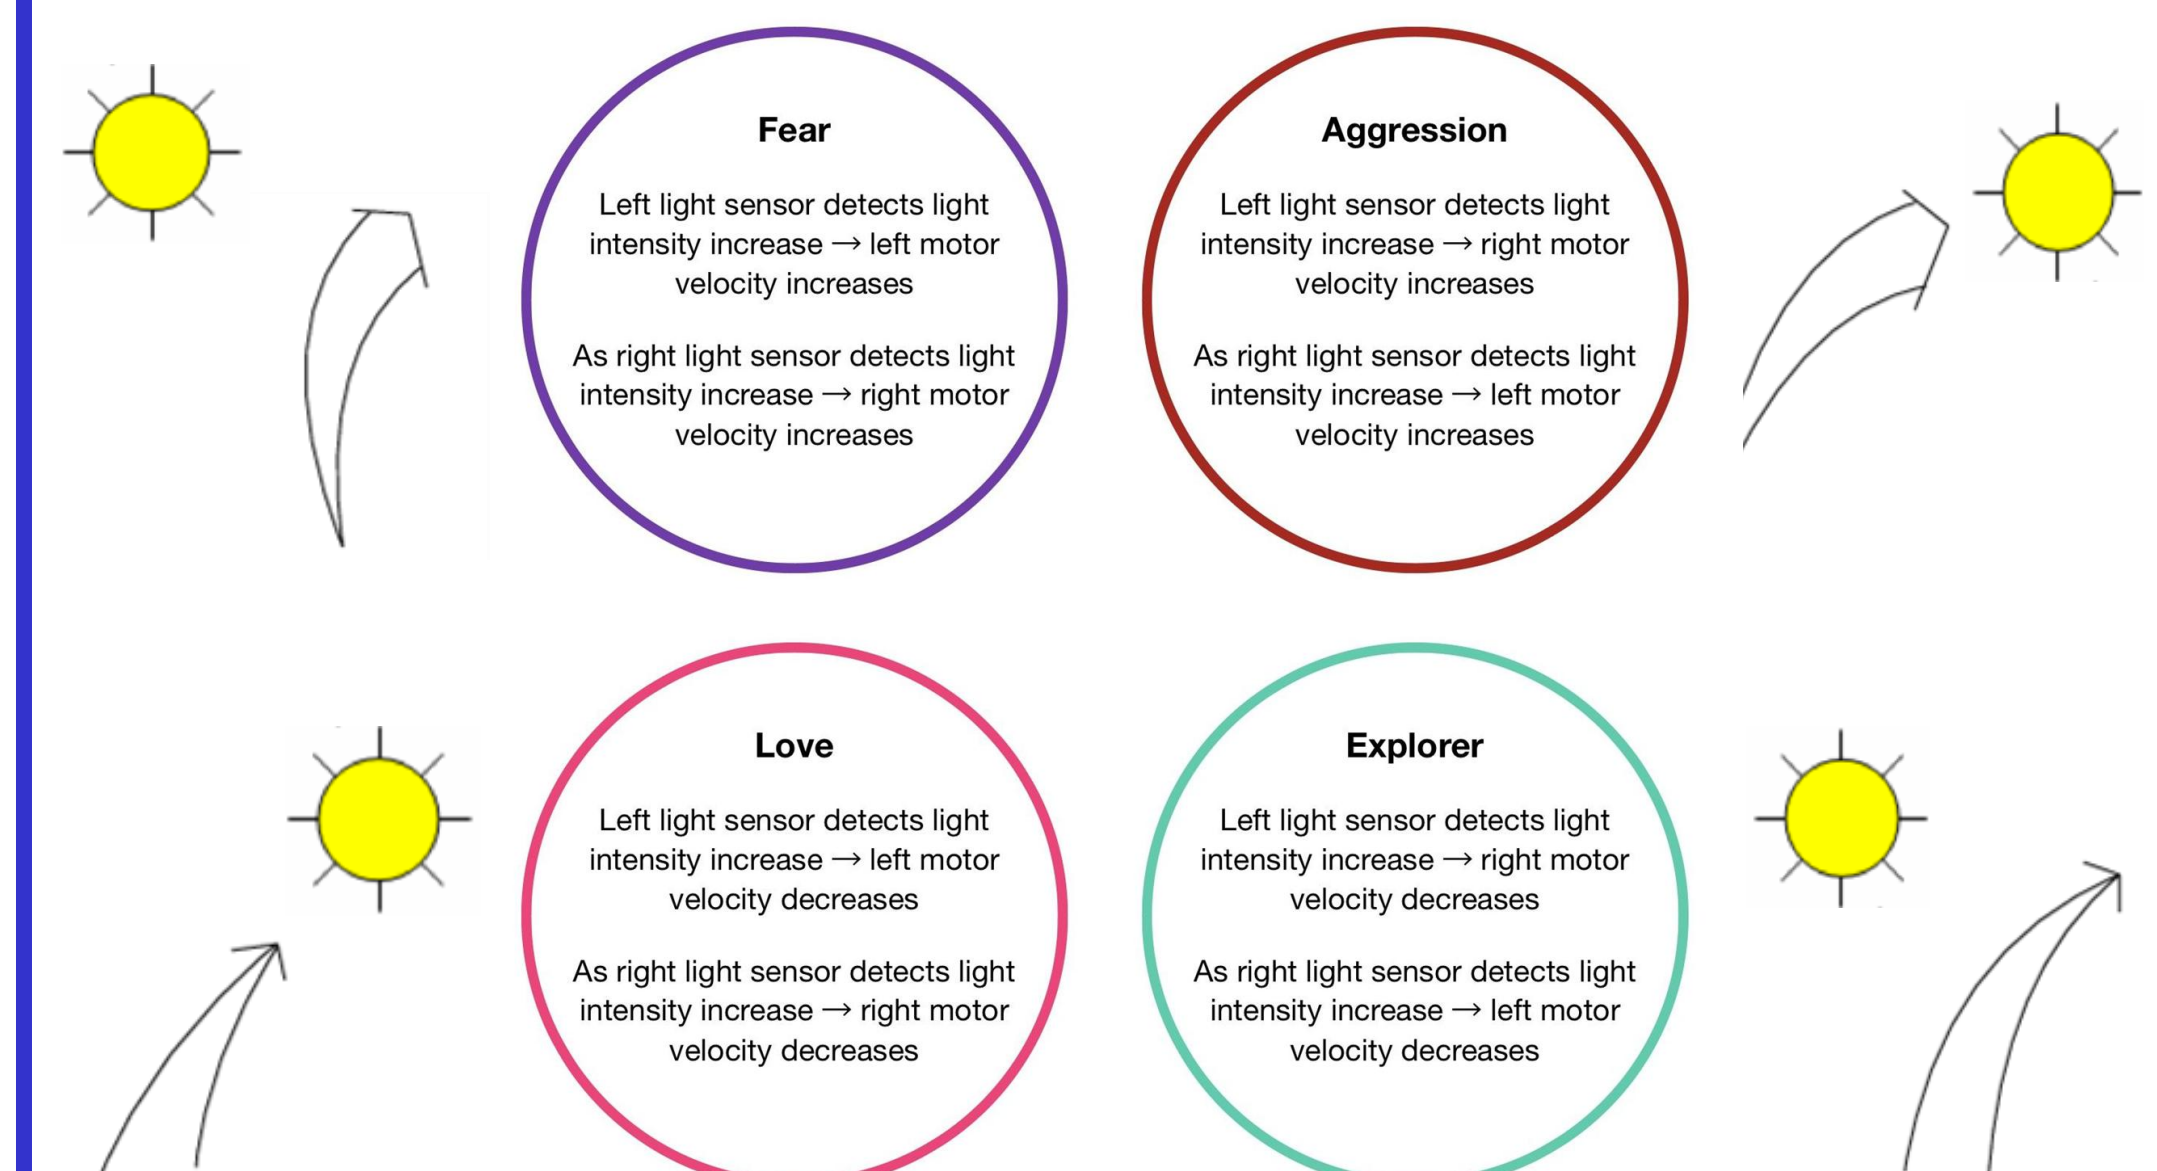 Fear
Left light sensor detects light
intensity increase → left motor
velocity increases
As right light sensor detects light
intensity increase → right motor
velocity increases
Aggression
Left light sensor detects light
intensity increase → right motor
velocity increases
As right light sensor detects light
intensity increase → left motor
velocity increases
Love
Left light sensor detects light
intensity increase → left motor
velocity decreases
As right light sensor detects light
intensity increase → right motor
velocity decreases
Explorer
Left light sensor detects light
intensity increase → right motor
velocity decreases
As right light sensor detects light
intensity increase → left motor
velocity decreases